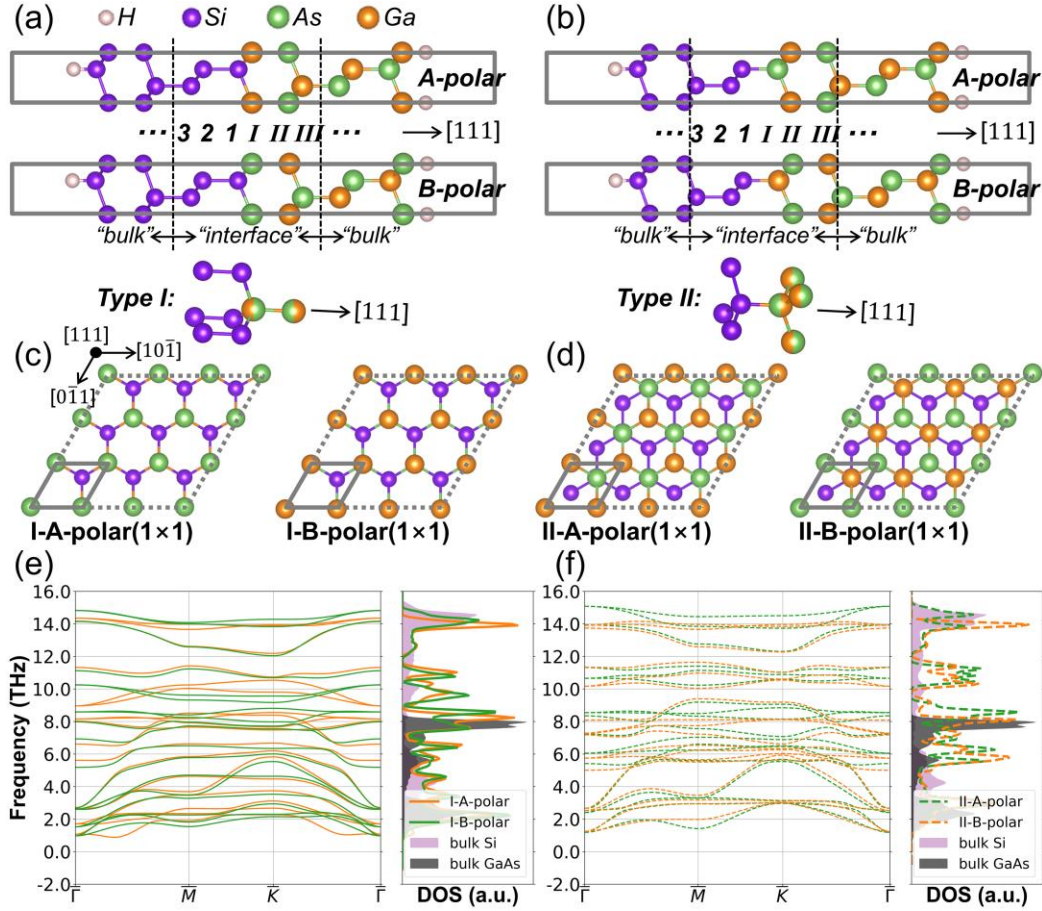 (a) H Si As Ga (b)
A-polar A-polar
··· 3 2 1 I II III ··· [111] ··· 3 2 1 I II III ··· [111]
B-polar B-polar
“bulk” “interface” “bulk” “bulk” “interface” “bulk”
Type I: [111] Type II: [111]
(c) [111] [101̄] (d)
[01̄1]
I-A-polar(1×1) I-B-polar(1×1) II-A-polar(1×1) II-B-polar(1×1)
(e) (f)
16.0 16.0
14.0 14.0
12.0 12.0
10.0 10.0
8.0 8.0
6.0 6.0
4.0 4.0
2.0 2.0
0.0 0.0
-2.0 -2.0
Frequency (THz)
I-A-polar II-A-polar
I-B-polar II-B-polar
bulk Si bulk Si
bulk GaAs bulk GaAs
Γ̄ M̄ K̄ Γ̄ DOS (a.u.) Γ̄ M̄ K̄ Γ̄ DOS (a.u.)